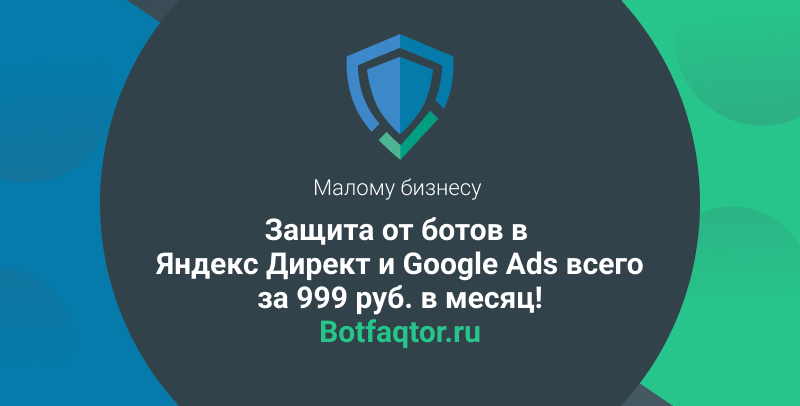 Малому бизнесу
Защита от ботов в
Яндекс Директ и Google Ads всего
за 999 руб. в месяц!
Botfaqtor.ru